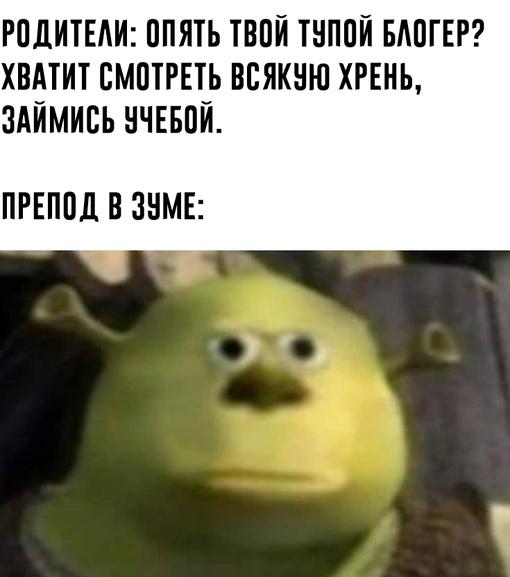 РОДИТЕЛИ: ОПЯТЬ ТВОЙ ТУПОЙ БЛОГЕР?
ХВАТИТ СМОТРЕТЬ ВСЯКУЮ ХРЕНЬ,
ЗАЙМИСЬ УЧЕБОЙ.
ПРЕПОД В ЗУМЕ: